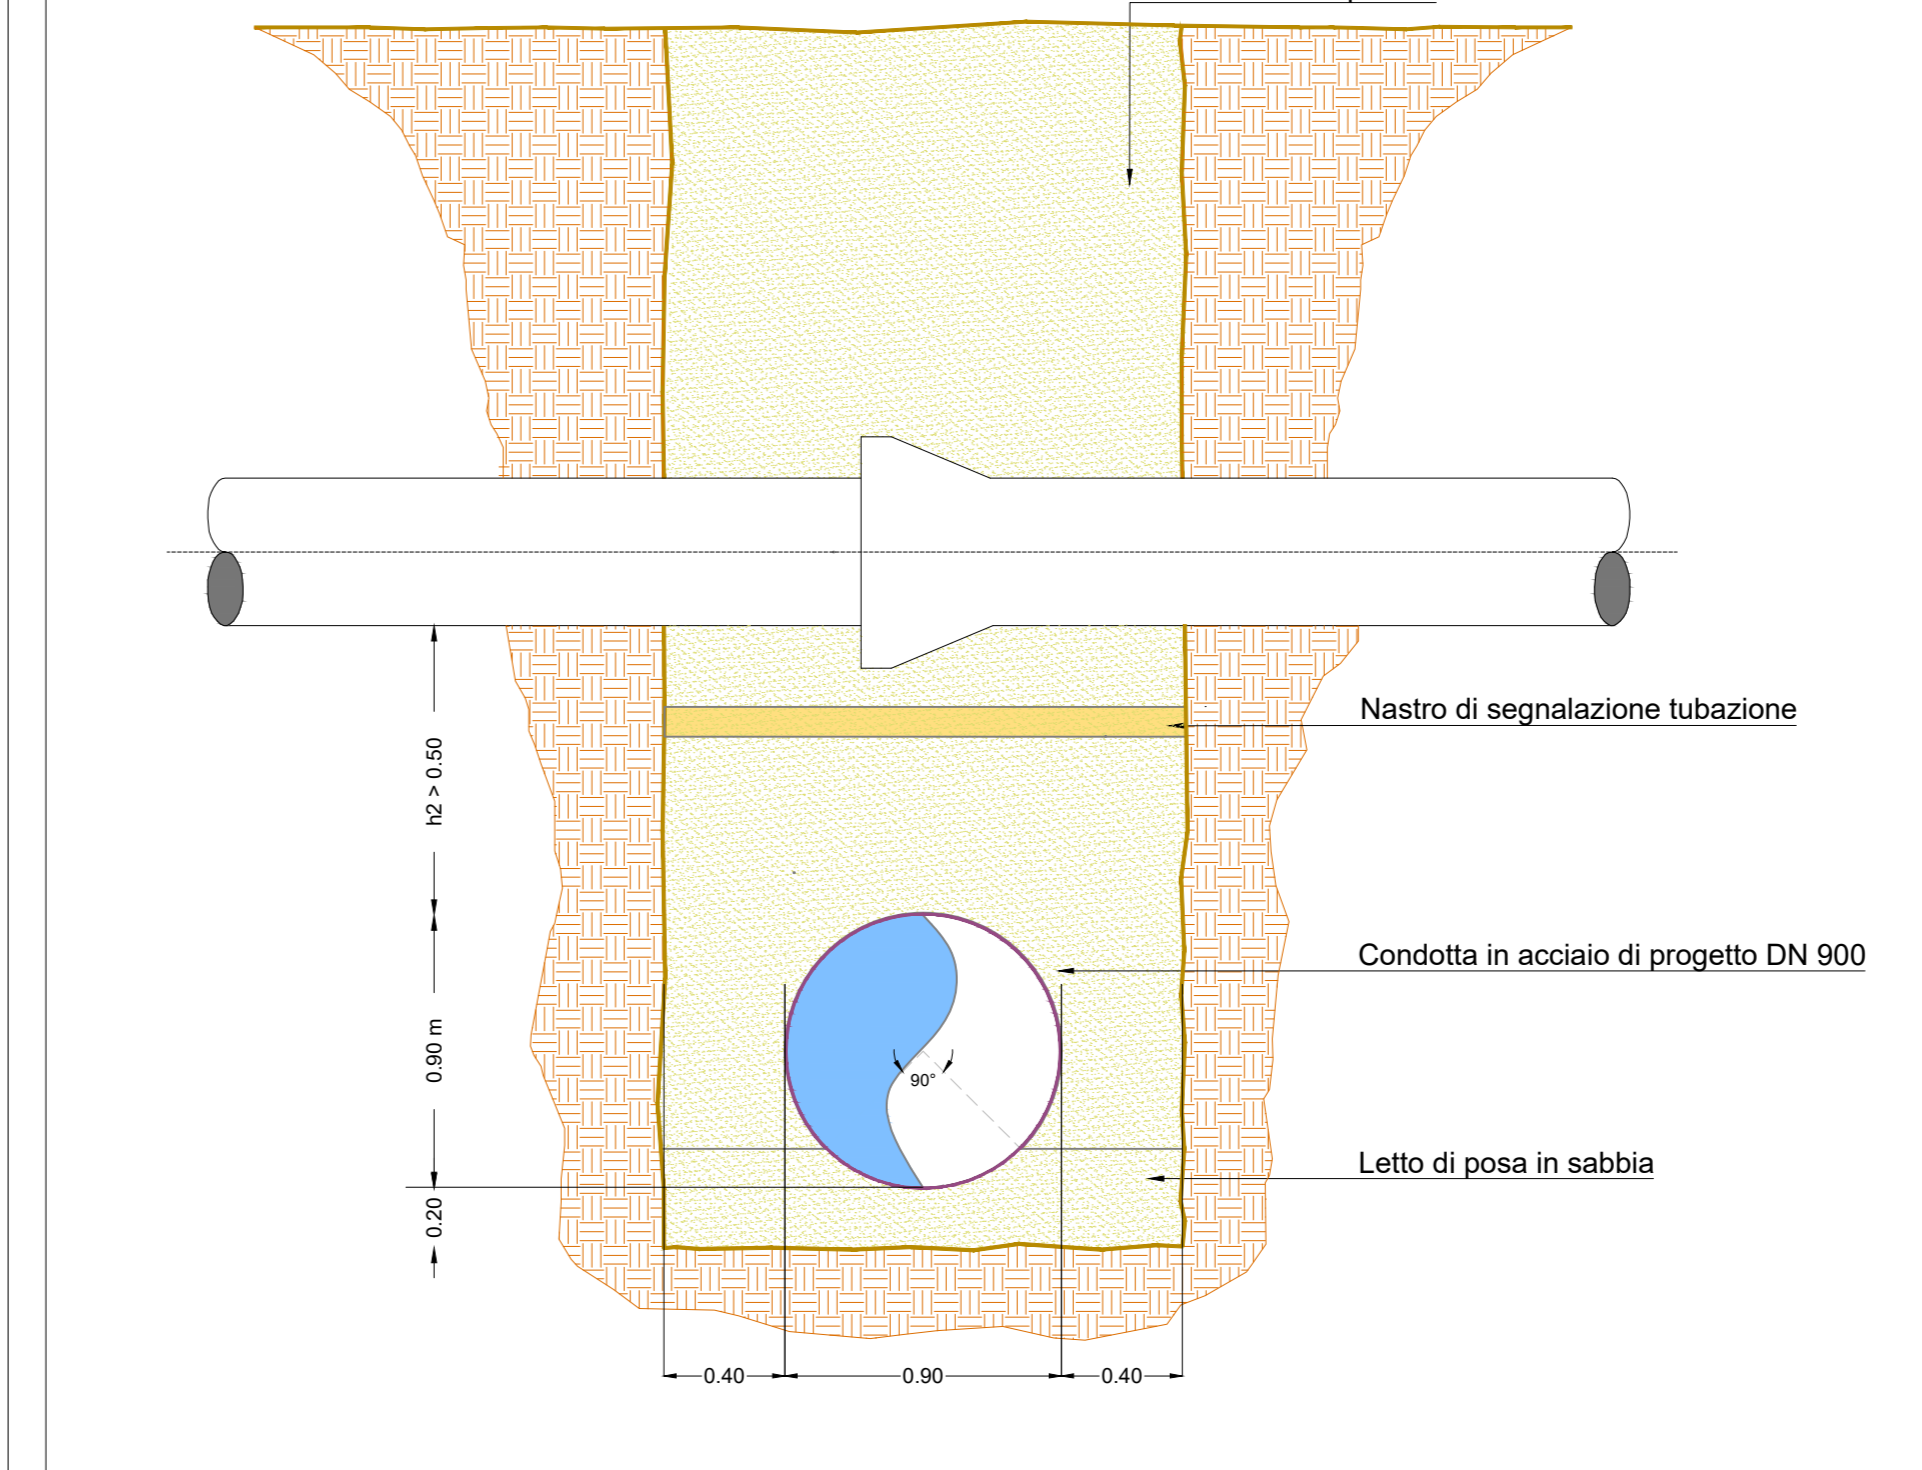 Nastro di segnalazione tubazione
h2 > 0.50
Condotta in acciaio di progetto DN 900
0.90 m
90°
Letto di posa in sabbia
0.20
0.40
0.90
0.40